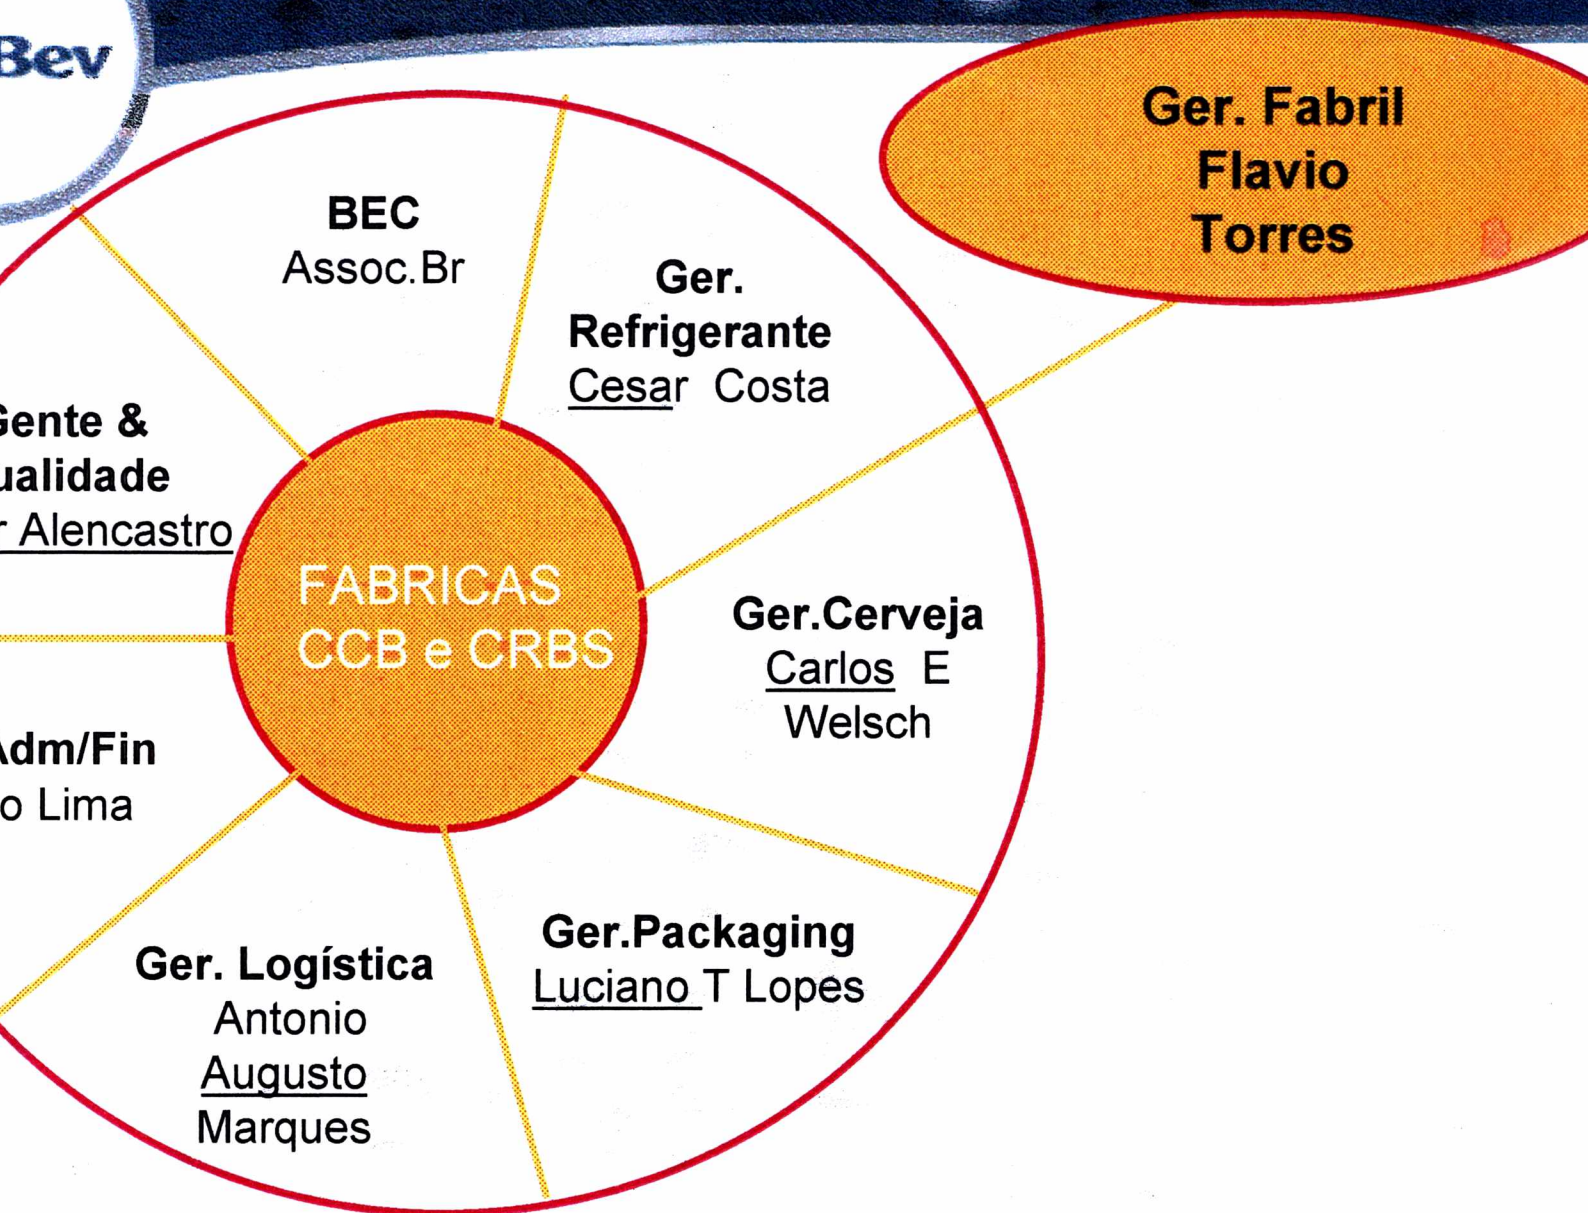 Bev
Ger. Fabril
Flavio
Torres
BEC
Assoc.Br
Ger.
Refrigerante
Cesar Costa
Gente &
ualidade
r Alencastro
FABRICAS
CCB e CRBS
Ger.Cerveja
Carlos E
Welsch
Adm/Fin
o Lima
Ger.Packaging
Luciano T Lopes
Ger. Logística
Antonio
Augusto
Marques